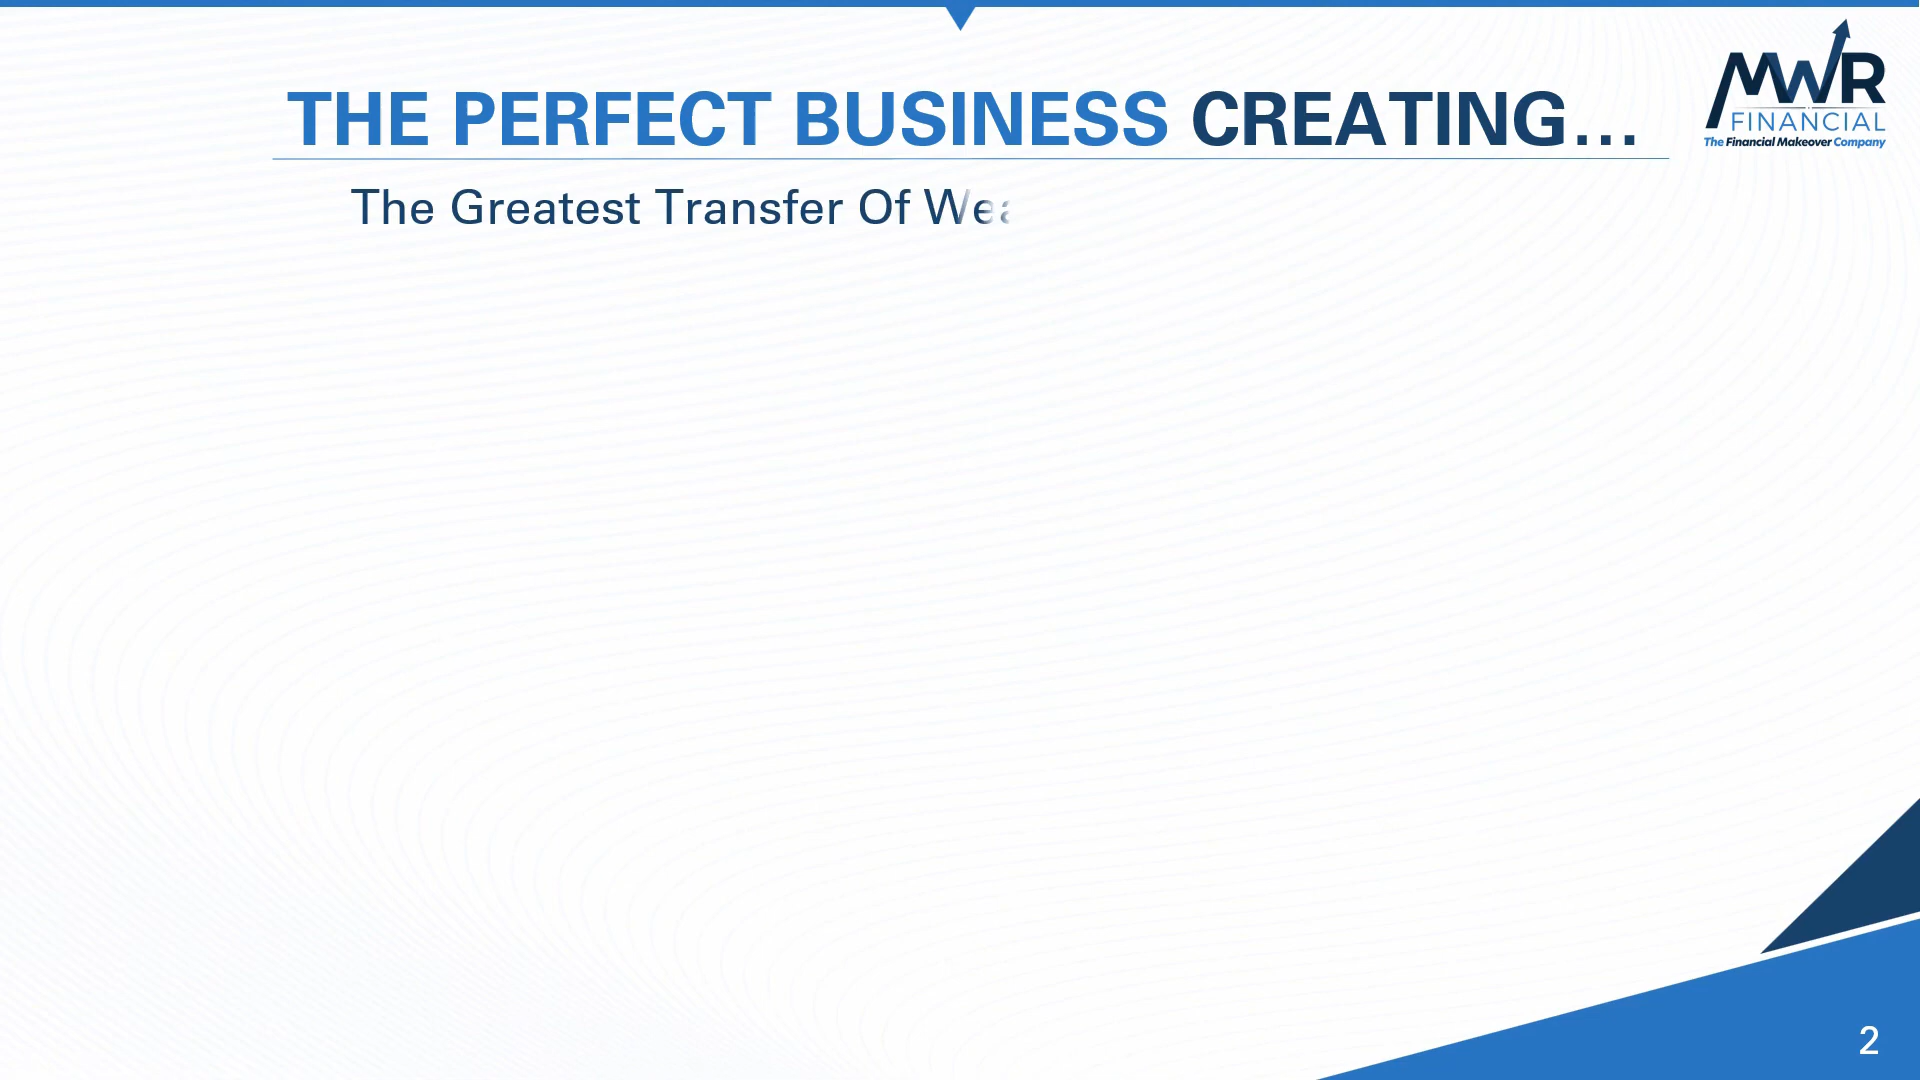 THE PERFECT BUSINESS CREATING...
MWR
FINANCIAL
The Financial Makeover Company
The Greatest Transfer Of
2